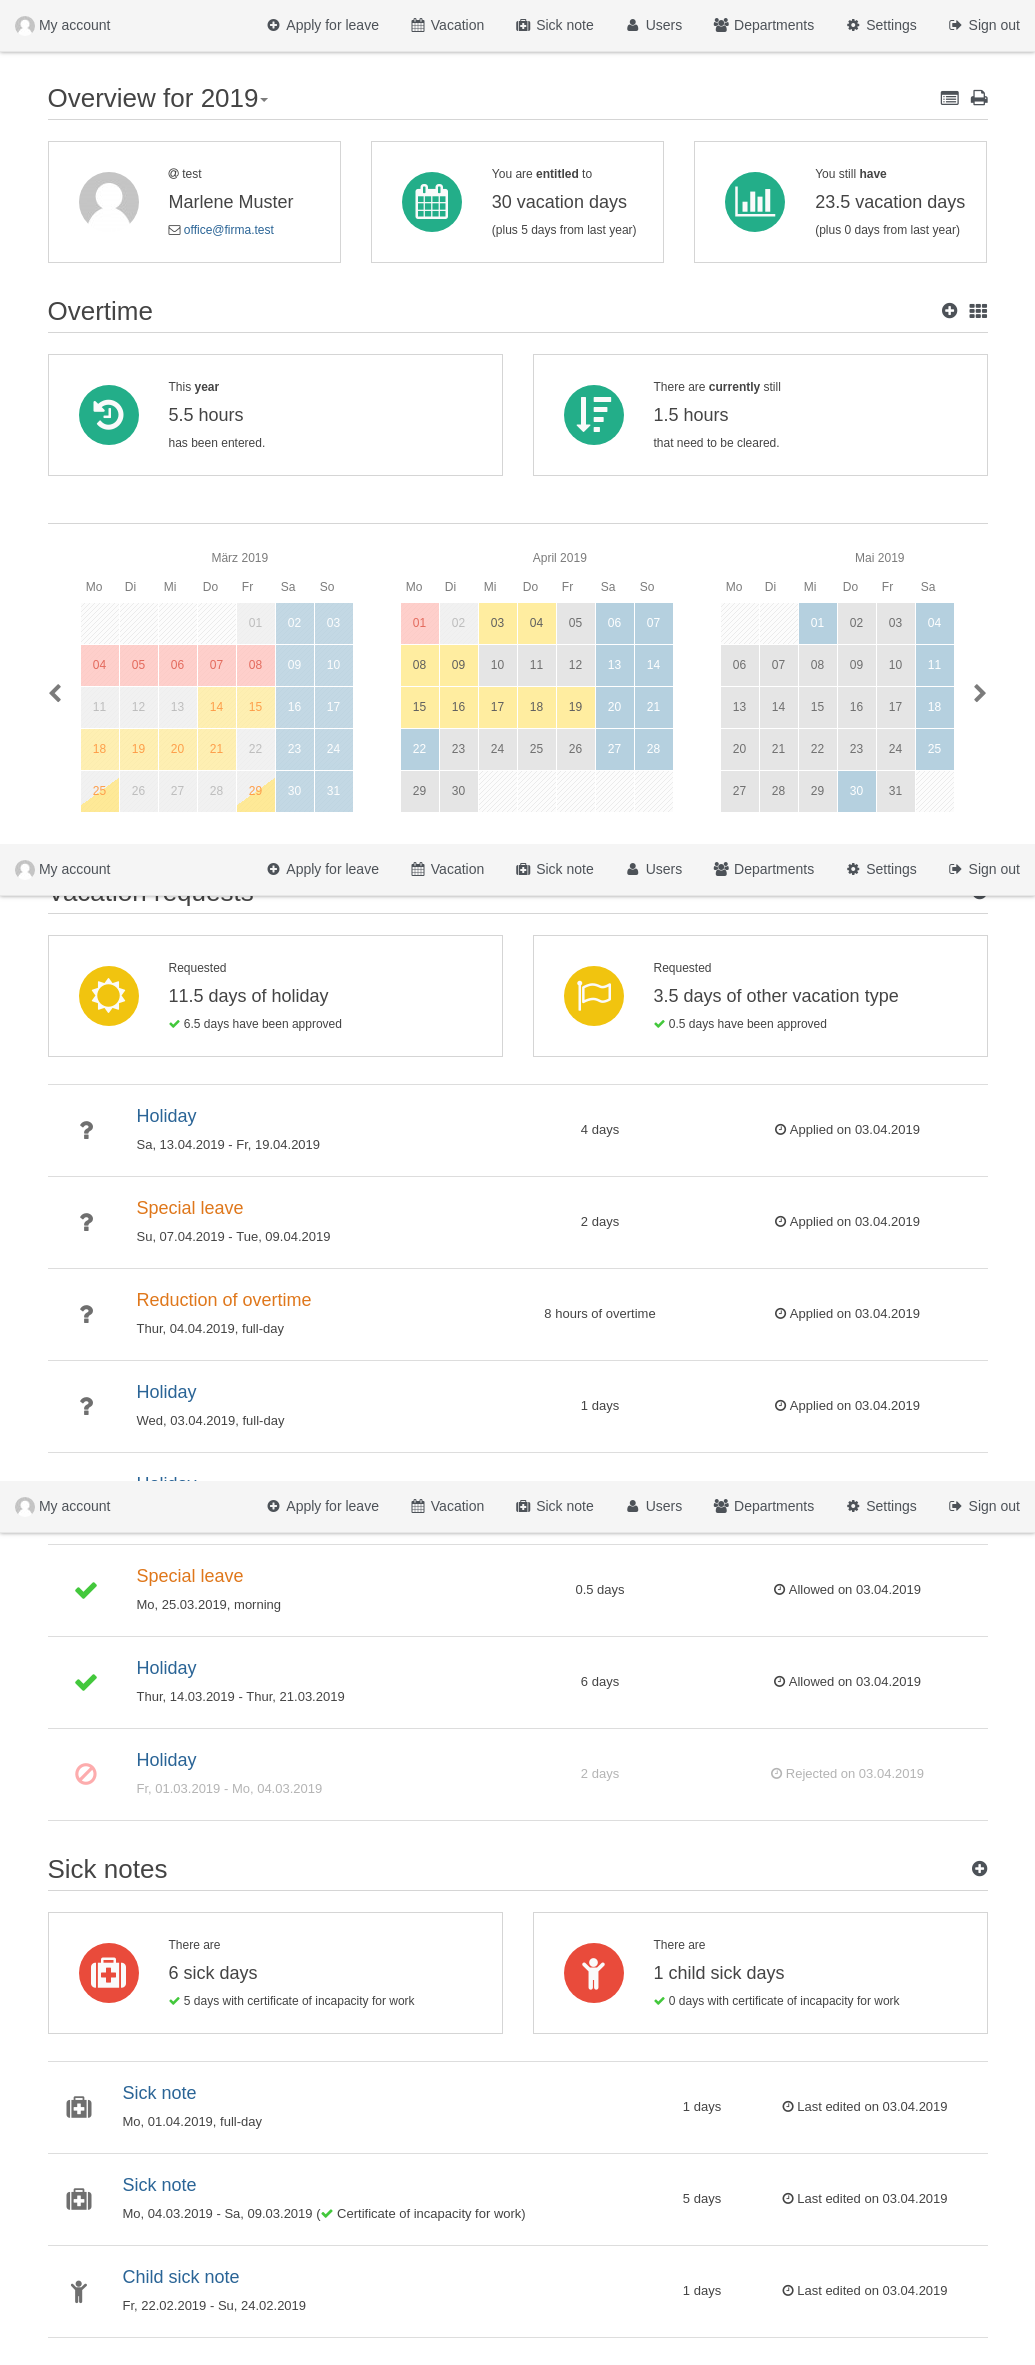 My account Apply for leave Vacation Sick note Users Departments Settings Sign out
Overview for 2019
@ test
Marlene Muster
office@firma.test
You are entitled to
30 vacation days
(plus 5 days from last year)
You still have
23.5 vacation days
(plus 0 days from last year)
Overtime
This year
5.5 hours
has been entered.
There are currently still
1.5 hours
that need to be cleared.
März 2019
Mo Di Mi Do Fr Sa So
01 02 03
04 05 06 07 08 09 10
11 12 13 14 15 16 17
18 19 20 21 22 23 24
25 26 27 28 29 30 31
April 2019
Mo Di Mi Do Fr Sa So
01 02 03 04 05 06 07
08 09 10 11 12 13 14
15 16 17 18 19 20 21
22 23 24 25 26 27 28
29 30
Mai 2019
Mo Di Mi Do Fr Sa
01 02 03 04
06 07 08 09 10 11
13 14 15 16 17 18
20 21 22 23 24 25
27 28 29 30 31
My account Apply for leave Vacation Sick note Users Departments Settings Sign out
Vacation requests
Requested
11.5 days of holiday
6.5 days have been approved
Requested
3.5 days of other vacation type
0.5 days have been approved
Holiday
Sa, 13.04.2019 - Fr, 19.04.2019
4 days
Applied on 03.04.2019
Special leave
Su, 07.04.2019 - Tue, 09.04.2019
2 days
Applied on 03.04.2019
Reduction of overtime
Thur, 04.04.2019, full-day
8 hours of overtime
Applied on 03.04.2019
Holiday
Wed, 03.04.2019, full-day
1 days
Applied on 03.04.2019
Holiday
My account Apply for leave Vacation Sick note Users Departments Settings Sign out
Special leave
Mo, 25.03.2019, morning
0.5 days
Allowed on 03.04.2019
Holiday
Thur, 14.03.2019 - Thur, 21.03.2019
6 days
Allowed on 03.04.2019
Holiday
Fr, 01.03.2019 - Mo, 04.03.2019
2 days
Rejected on 03.04.2019
Sick notes
There are
6 sick days
5 days with certificate of incapacity for work
There are
1 child sick days
0 days with certificate of incapacity for work
Sick note
Mo, 01.04.2019, full-day
1 days
Last edited on 03.04.2019
Sick note
Mo, 04.03.2019 - Sa, 09.03.2019 ( Certificate of incapacity for work)
5 days
Last edited on 03.04.2019
Child sick note
Fr, 22.02.2019 - Su, 24.02.2019
1 days
Last edited on 03.04.2019